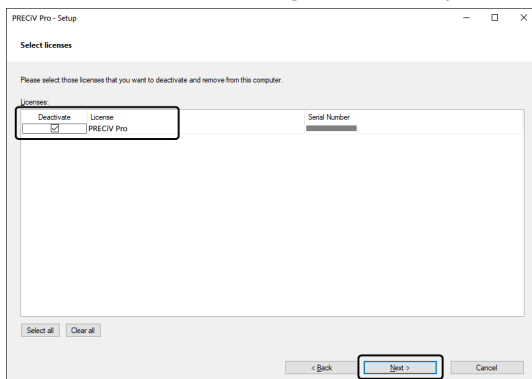 PRECiV Pro - Setup
Select licenses
Please select those licenses that you want to deactivate and remove from this computer.
Licenses:
Deactivate License Serial Number
PRECiV Pro
Select all Clear all
< Back Next > Cancel